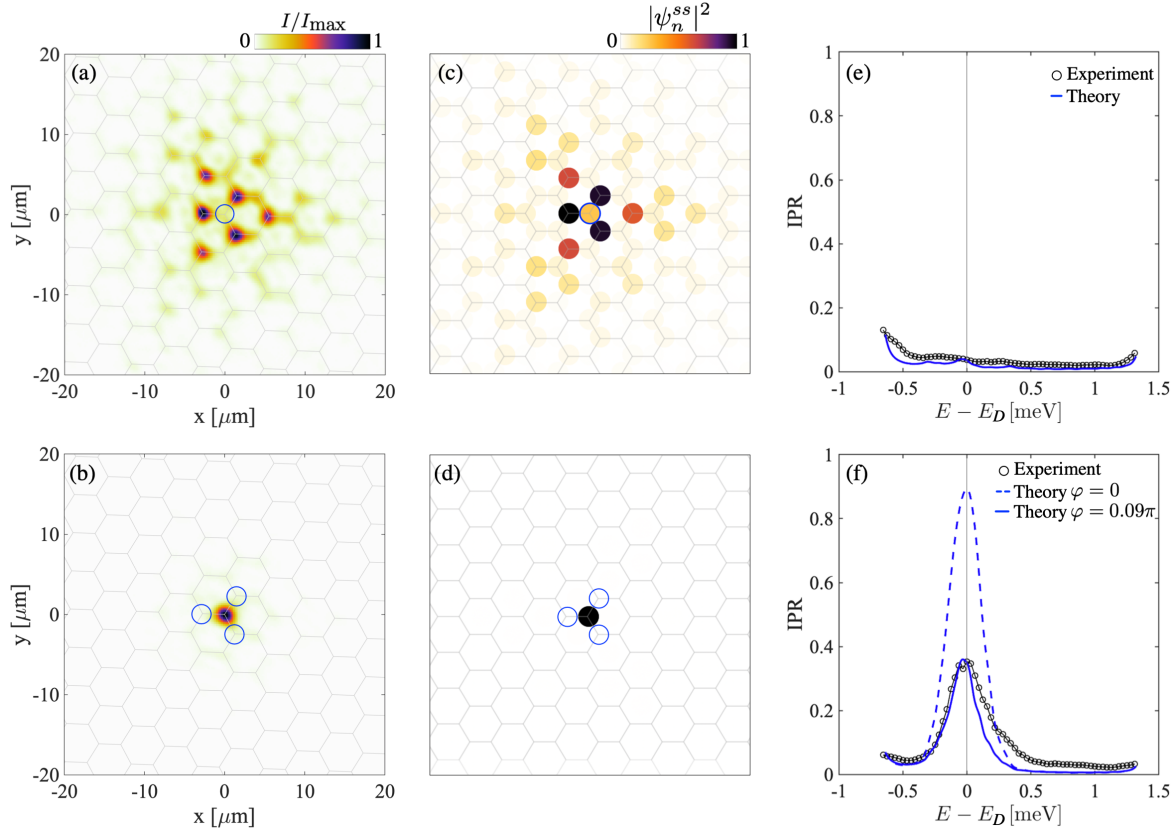 I/I_max
0 1
(a)
20
10
0
-10
-20
y [μm]
-20 -10 0 10 20
x [μm]
|ψ_n^{ss}|²
0 1
(c)
(e)
Experiment
Theory
1
0.8
0.6
0.4
0.2
0
IPR
-1 -0.5 0 0.5 1 1.5
E − E_D [meV]
(b)
20
10
0
-10
-20
y [μm]
-20 -10 0 10 20
x [μm]
(d)
(f)
Experiment
Theory φ = 0
Theory φ = 0.09π
1
0.8
0.6
0.4
0.2
0
IPR
-1 -0.5 0 0.5 1 1.5
E − E_D [meV]